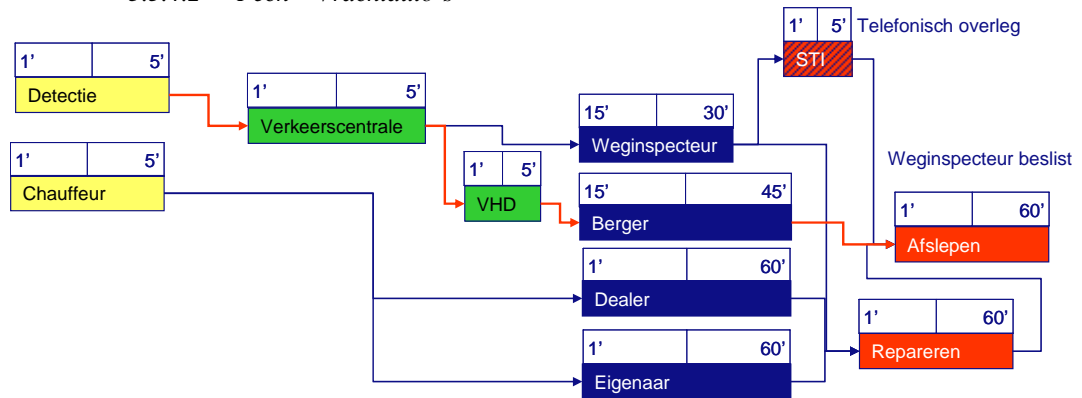 1' 5' Telefonisch overleg
STI
1' 5'
Detectie
1' 5'
Verkeerscentrale
15' 30'
Weginspecteur
1' 5'
Chauffeur
1' 5'
VHD
Weginspecteur beslist
15' 45'
Berger
1' 60'
Afslepen
1' 60'
Dealer
1' 60'
Repareren
1' 60'
Eigenaar